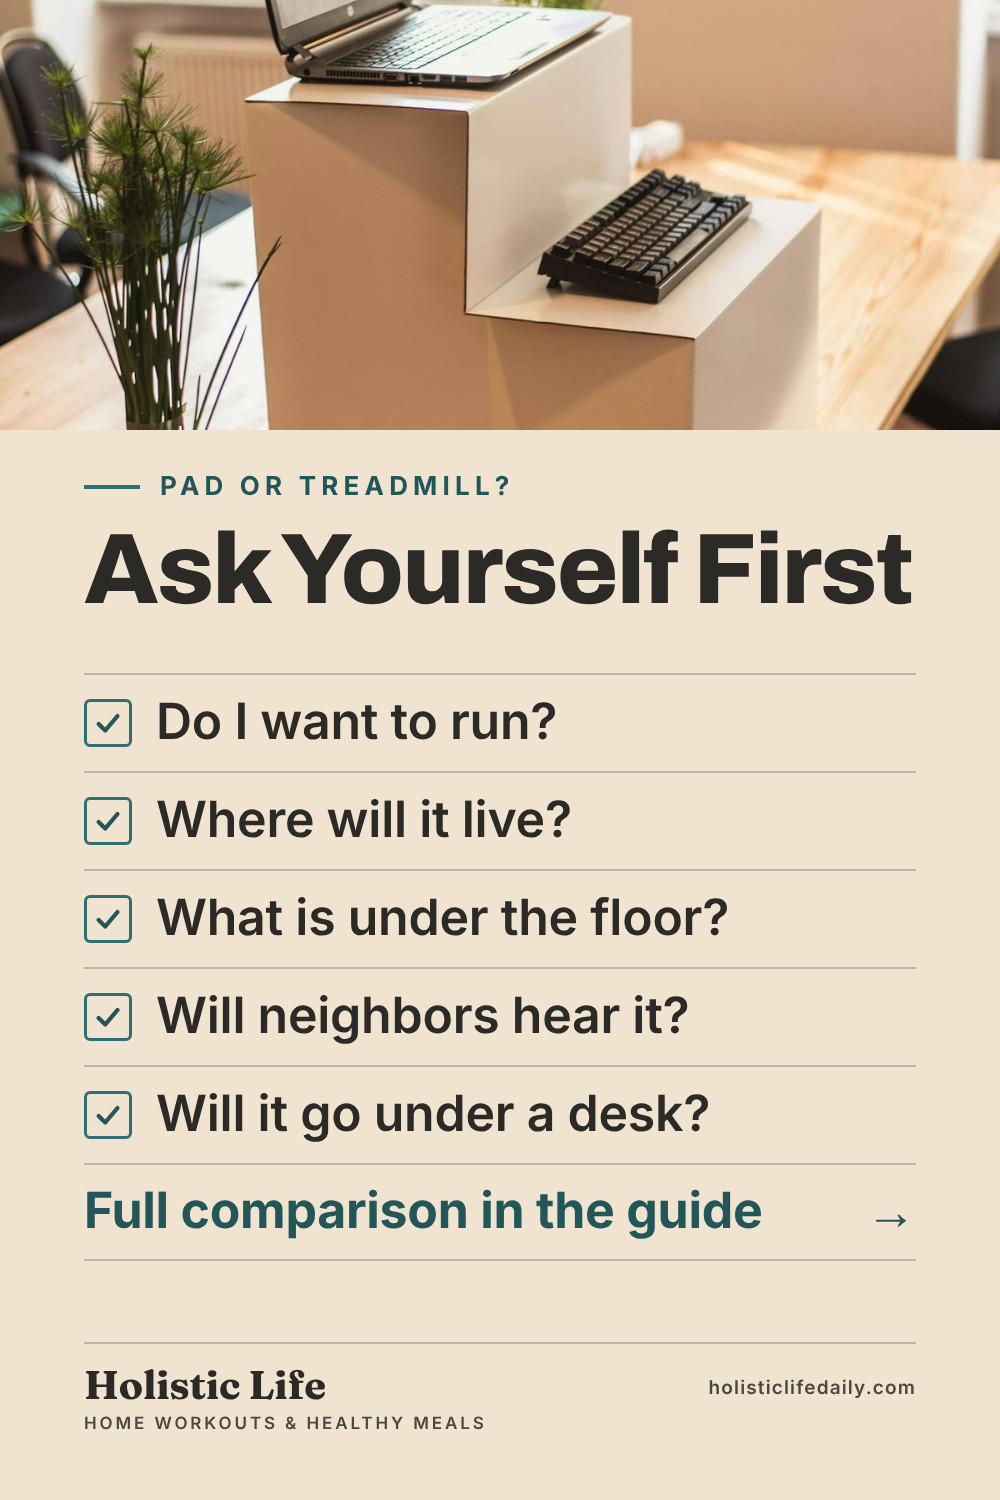 PAD OR TREADMILL?
Ask Yourself First
Do I want to run?
Where will it live?
What is under the floor?
Will neighbors hear it?
Will it go under a desk?
Full comparison in the guide →
Holistic Life
holisticlifedaily.com
HOME WORKOUTS & HEALTHY MEALS